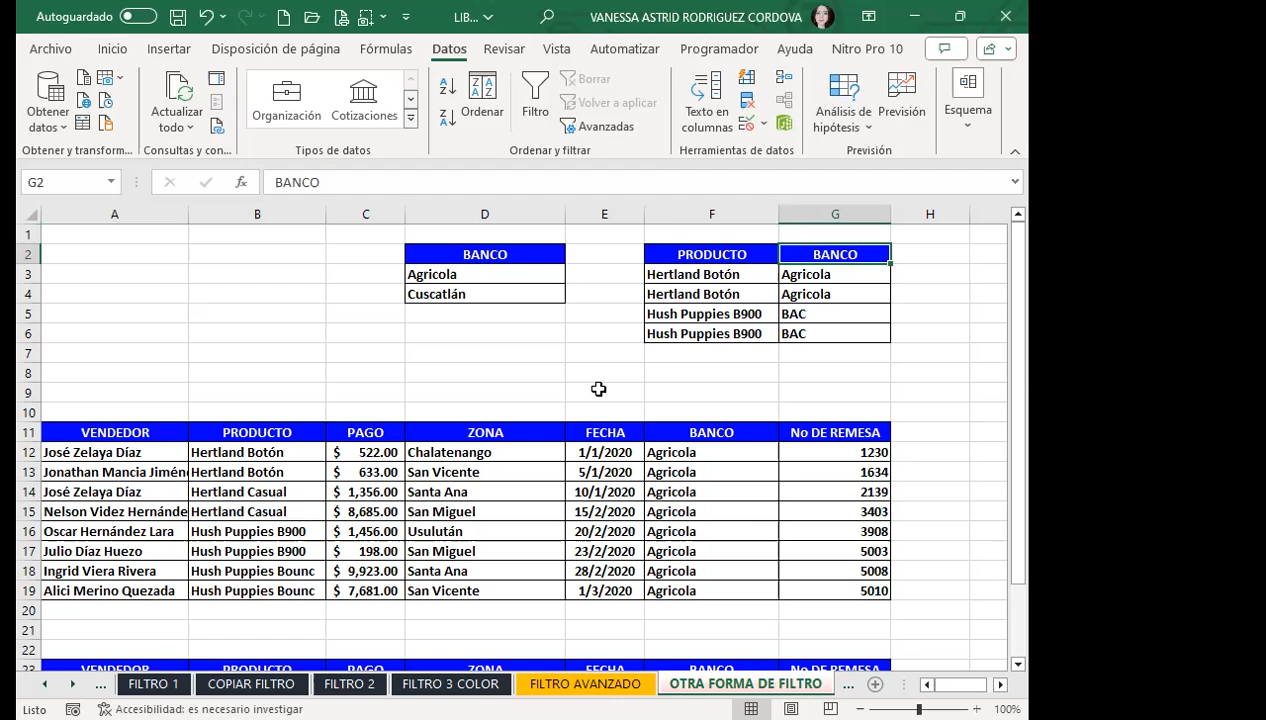 Autoguardado LIB... VANESSA ASTRID RODRIGUEZ CORDOVA
Archivo Inicio Insertar Disposición de página Fórmulas Datos Revisar Vista Automatizar Programador Ayuda Nitro Pro 10
Obtener datos
Actualizar todo
Organización Cotizaciones
Ordenar
Filtro
Borrar
Volver a aplicar
Avanzadas
Texto en columnas
Análisis de hipótesis
Previsión
Esquema
Obtener y transform... Consultas y con... Tipos de datos Ordenar y filtrar Herramientas de datos Previsión
G2 fx BANCO
A B C D E F G H
1
2 BANCO PRODUCTO BANCO
3 Agricola Hertland Botón Agricola
4 Cuscatlán Hertland Botón Agricola
5 Hush Puppies B900 BAC
6 Hush Puppies B900 BAC
7
8
9
10
11 VENDEDOR PRODUCTO PAGO ZONA FECHA BANCO No DE REMESA
12 José Zelaya Díaz Hertland Botón $ 522.00 Chalatenango 1/1/2020 Agricola 1230
13 Jonathan Mancia Jimén Hertland Botón $ 633.00 San Vicente 5/1/2020 Agricola 1634
14 José Zelaya Díaz Hertland Casual $ 1,356.00 Santa Ana 10/1/2020 Agricola 2139
15 Nelson Videz Hernánde Hertland Casual $ 8,685.00 San Miguel 15/2/2020 Agricola 3403
16 Oscar Hernández Lara Hush Puppies B900 $ 1,456.00 Usulután 20/2/2020 Agricola 3908
17 Julio Díaz Huezo Hush Puppies B900 $ 198.00 San Miguel 23/2/2020 Agricola 5003
18 Ingrid Viera Rivera Hush Puppies Bounc $ 9,923.00 Santa Ana 28/2/2020 Agricola 5008
19 Alici Merino Quezada Hush Puppies Bounc $ 7,681.00 San Vicente 1/3/2020 Agricola 5010
20
21
22
23 VENDEDOR PRODUCTO PAGO ZONA FECHA BANCO No DE REMESA
... FILTRO 1 COPIAR FILTRO FILTRO 2 FILTRO 3 COLOR FILTRO AVANZADO OTRA FORMA DE FILTRO ...
Listo Accesibilidad: es necesario investigar 100%